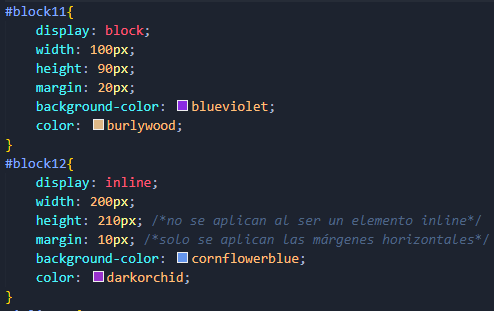 #block11{
display: block;
width: 100px;
height: 90px;
margin: 20px;
background-color: blueviolet;
color: burlywood;
}
#block12{
display: inline;
width: 200px;
height: 210px; /*no se aplican al ser un elemento inline*/
margin: 10px; /*solo se aplican las márgenes horizontales*/
background-color: cornflowerblue;
color: darkorchid;
}